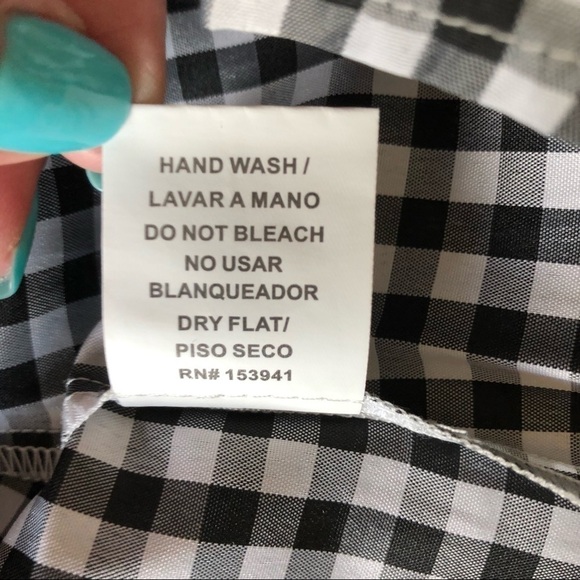 HAND WASH /
LAVAR A MANO
DO NOT BLEACH
NO USAR
BLANQUEADOR
DRY FLAT/
PISO SECO
RN# 153941